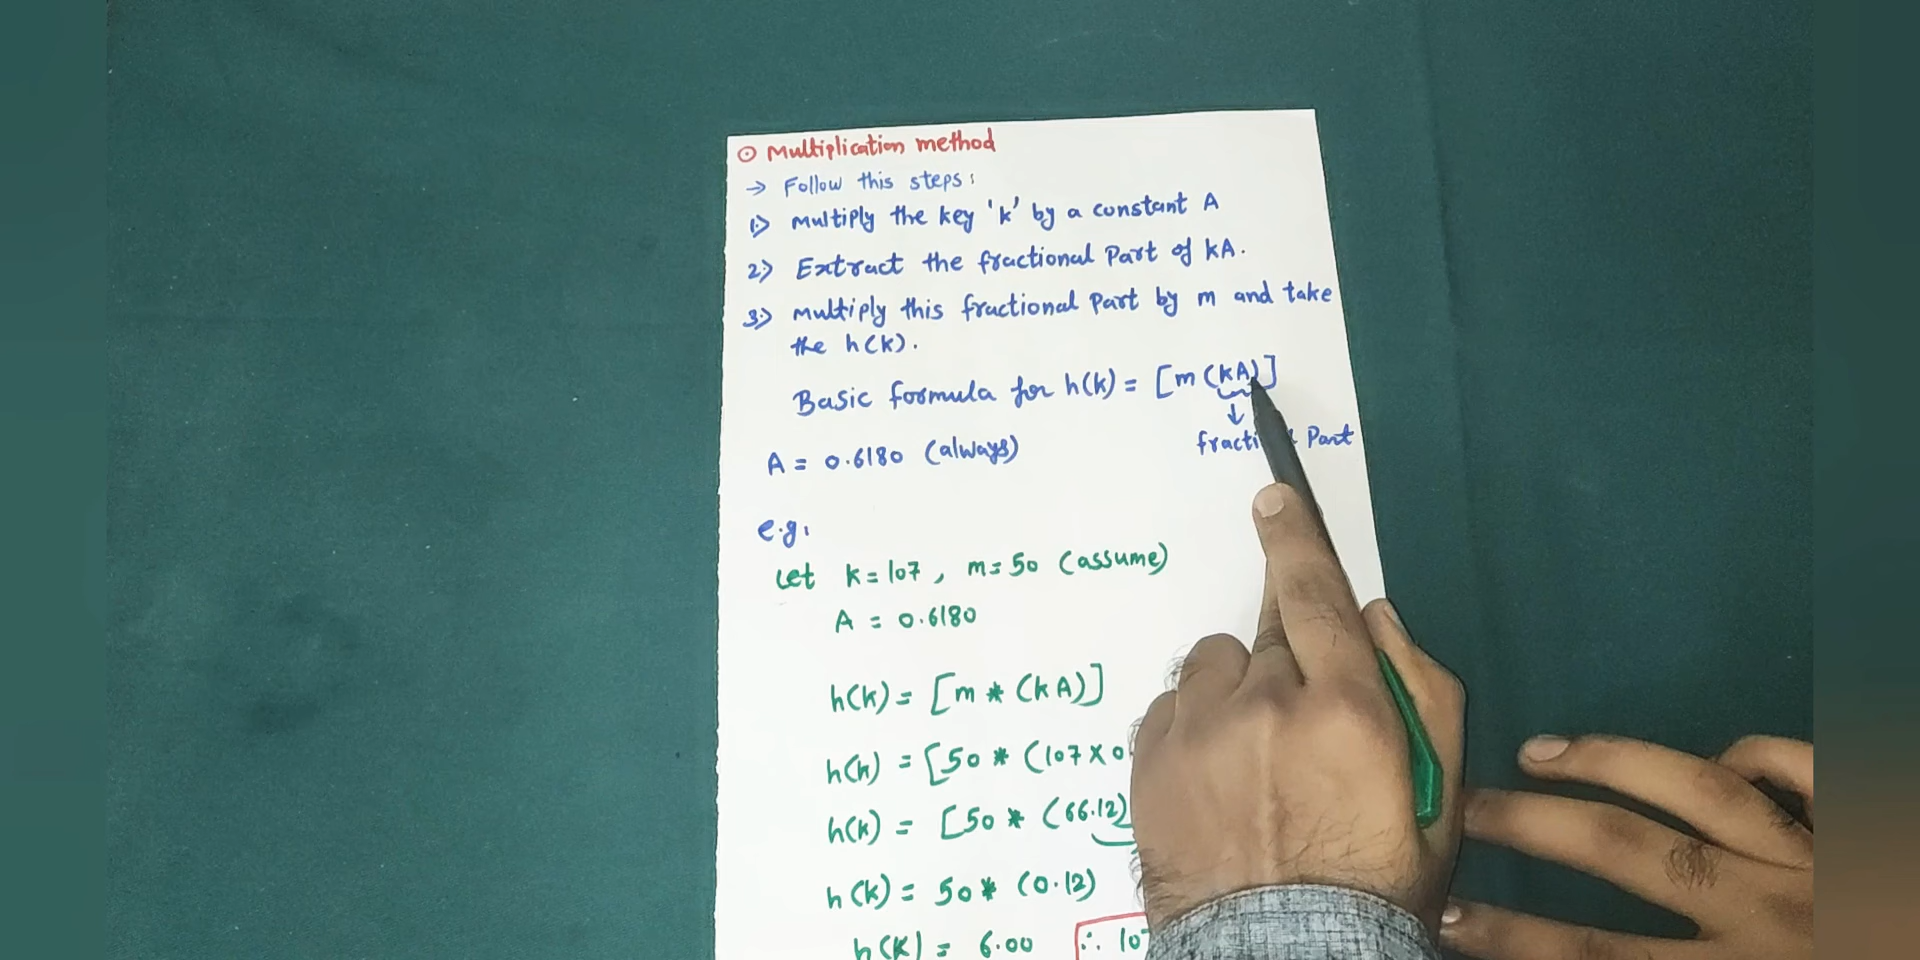 ⊙ Multiplication method
→ Follow this steps:
1:> Multiply the key 'k' by a constant A
2:> Extract the fractional Part of kA.
3:> Multiply this fractional Part by m and take
the h(k).
Basic formula for h(k) = [m (kA)]
↓
Part
A = 0.6180 (always)
e.g.
Let k = 107, m = 50 (assume)
A = 0.6180
h(k) = [m * (kA)]
h(k) = [50 * (107 × 0.
h(k) = [50 * (66.12)
h(k) = 50 * (0.12)
h(k) = 6.00 ∴ 107